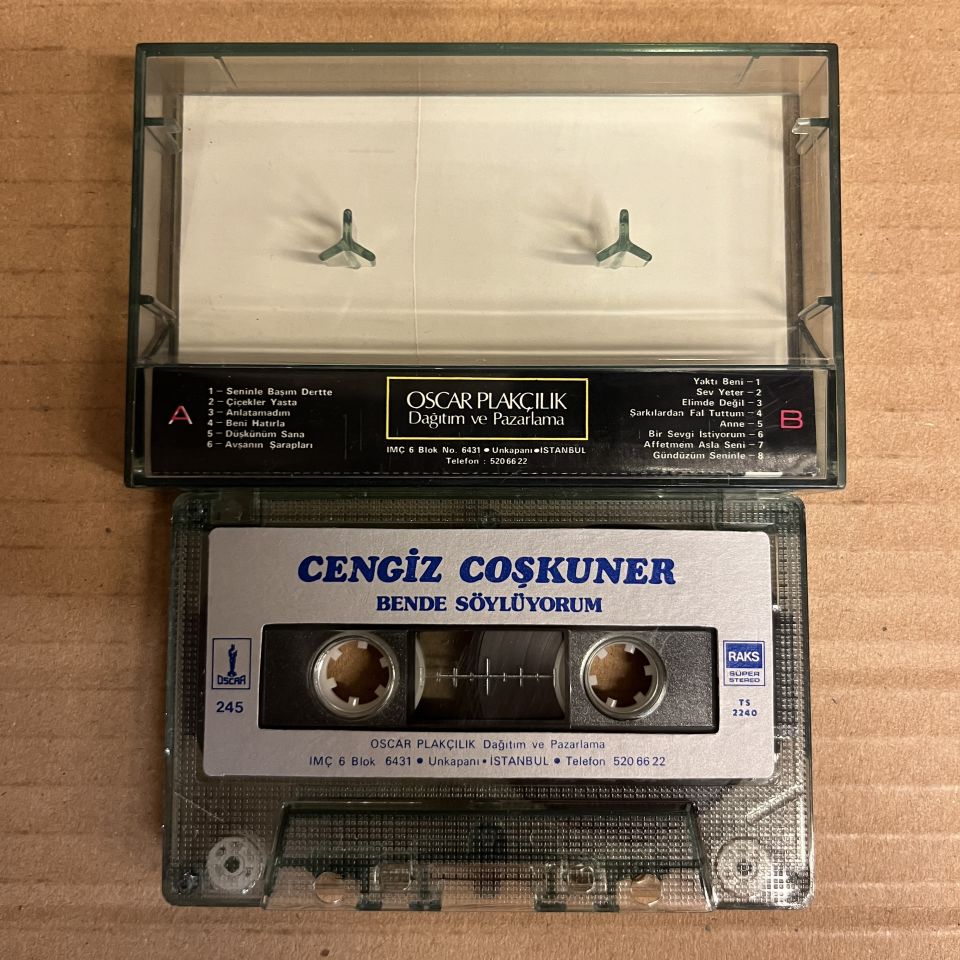 A
1 – Seninle Başım Dertte
2 – Çicekler Yasta
3 – Anlatamadım
4 – Beni Hatırla
5 – Düşkünüm Sana
6 – Avşanın Şarapları
OSCAR PLAKÇILIK
Dağıtım ve Pazarlama
IMÇ 6 Blok No. 6431 ● Unkapanı ● İSTANBUL
Telefon : 520 66 22
Yaktı Beni – 1
Sev Yeter – 2
Elimde Değil – 3
Şarkılardan Fal Tuttum – 4
Anne – 5
Bir Sevgi İstiyorum – 6
Affetmem Asla Seni – 7
Gündüzüm Seninle – 8
B
CENGİZ COŞKUNER
BENDE SÖYLÜYORUM
OSCAR
245
RAKS
SÜPER
STEREO
TS
2240
OSCAR PLAKÇILIK Dağıtım ve Pazarlama
IMÇ 6 Blok 6431 ● Unkapanı • İSTANBUL ● Telefon 520 66 22